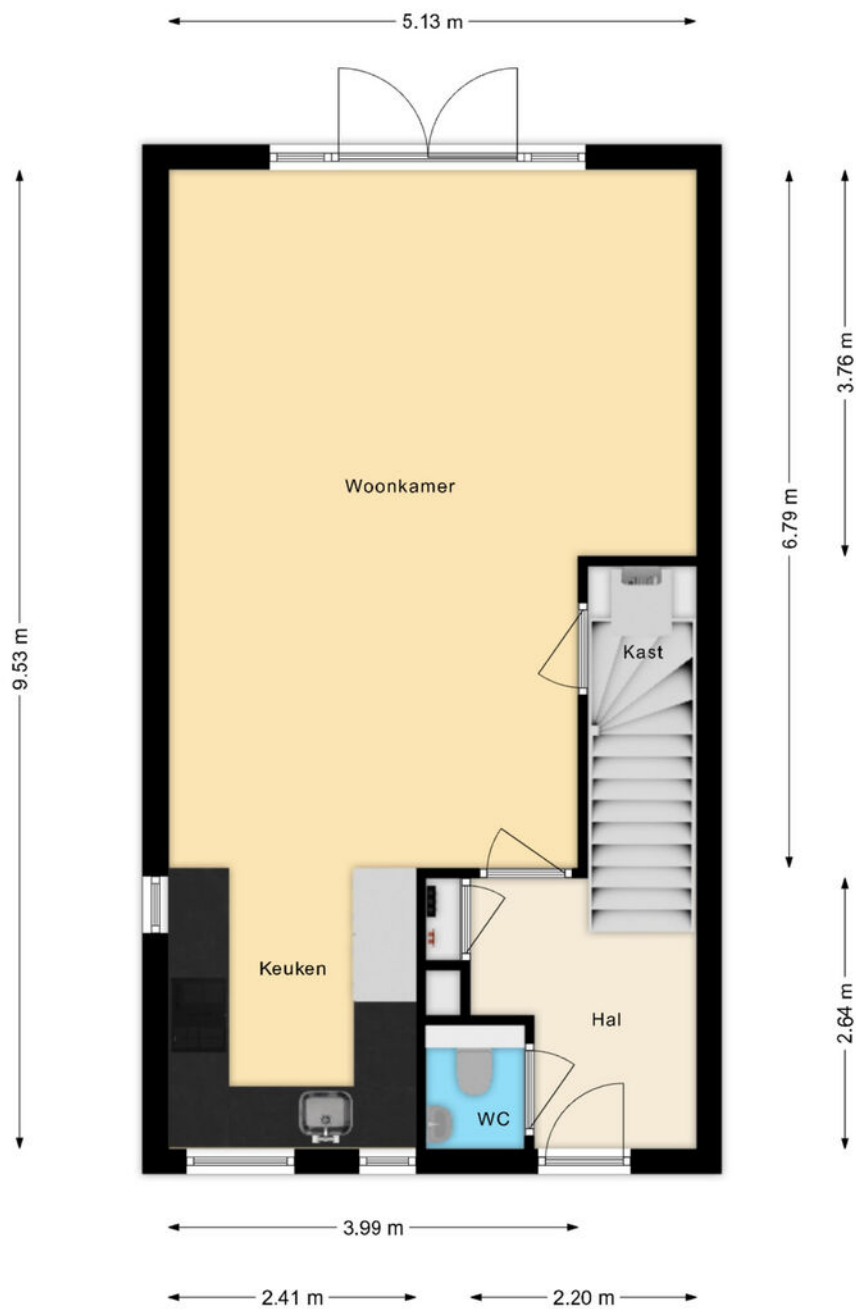 5.13 m
3.76 m
Woonkamer
6.79 m
9.53 m
Kast
Keuken
Hal
2.64 m
WC
3.99 m
2.41 m
2.20 m